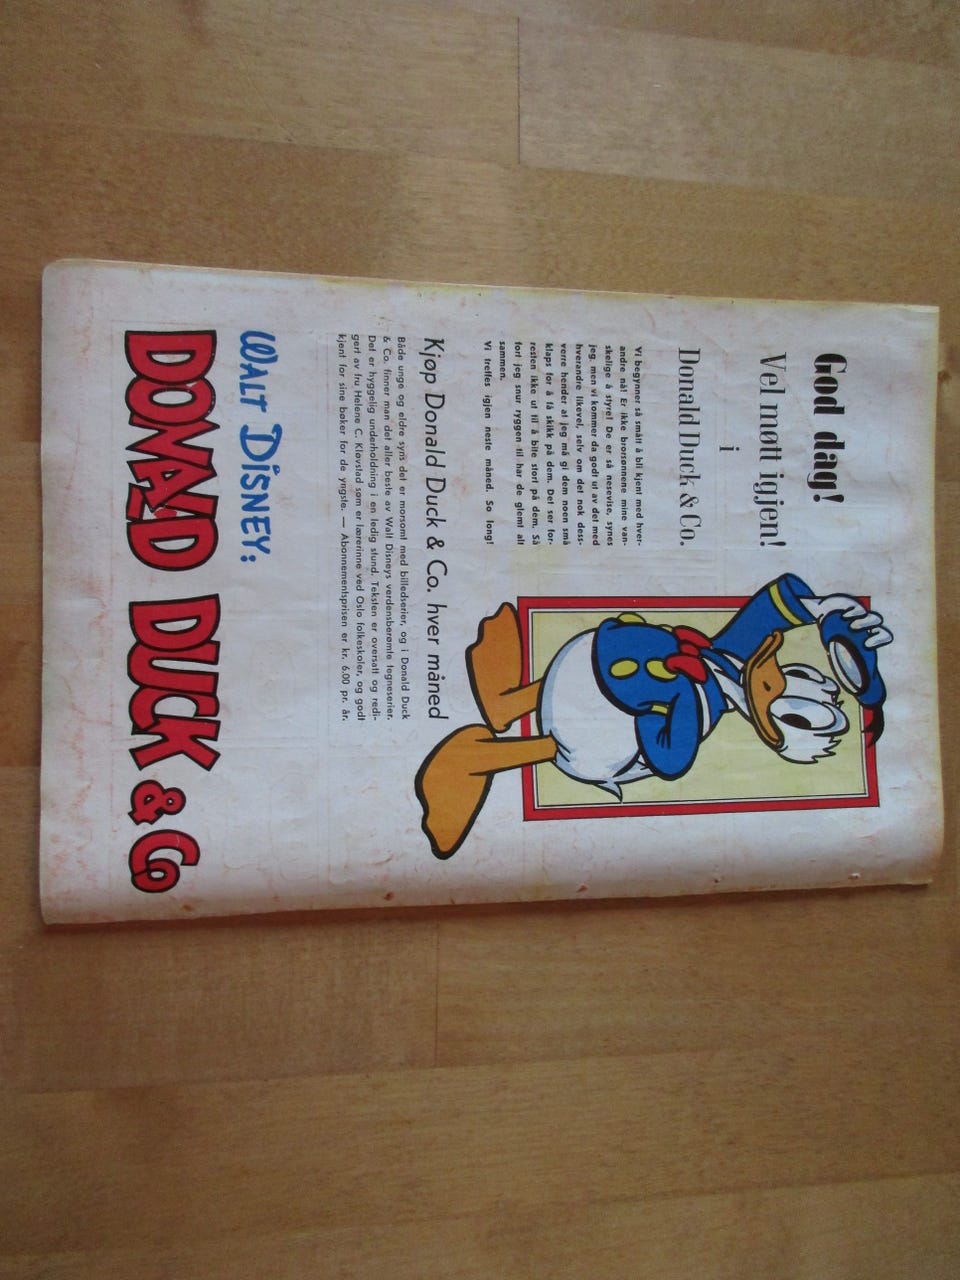 God dag!
Vel møtt igjen!
i
Donald Duck & Co.
Vi begynner så smått å bli kjent med hver-
andre nå! Er ikke brorsønnene mine van-
skelige å styre! De er så nesevise, synes
jeg, men vi kommer da godt ut av det med
hverandre likevel, selv om det nok dess-
verre hender at jeg må gi dem noen små
klaps for å få skikk på dem. Det ser for-
resten ikke ut til å bite stort på dem. Så
fort jeg snur ryggen til har de glemt alt
sammen.
Vi treffes igjen neste måned. So long!
Kjøp Donald Duck & Co. hver måned
Både unge og eldre syns det er morsomt med billedserier, og i Donald Duck
& Co. finner man det aller beste av Walt Disneys verdensberømte tegneserier.
Det er hyggelig underholdning i en ledig stund. Teksten er oversatt og redi-
gert av fru Helene C. Kløvstad som er lærerinne ved Oslo folkeskoler, og godt
kjent for sine bøker for de yngste. — Abonnementsprisen er kr. 6.00 pr. år.
WALT DISNEY:
DONALD DUCK & Co